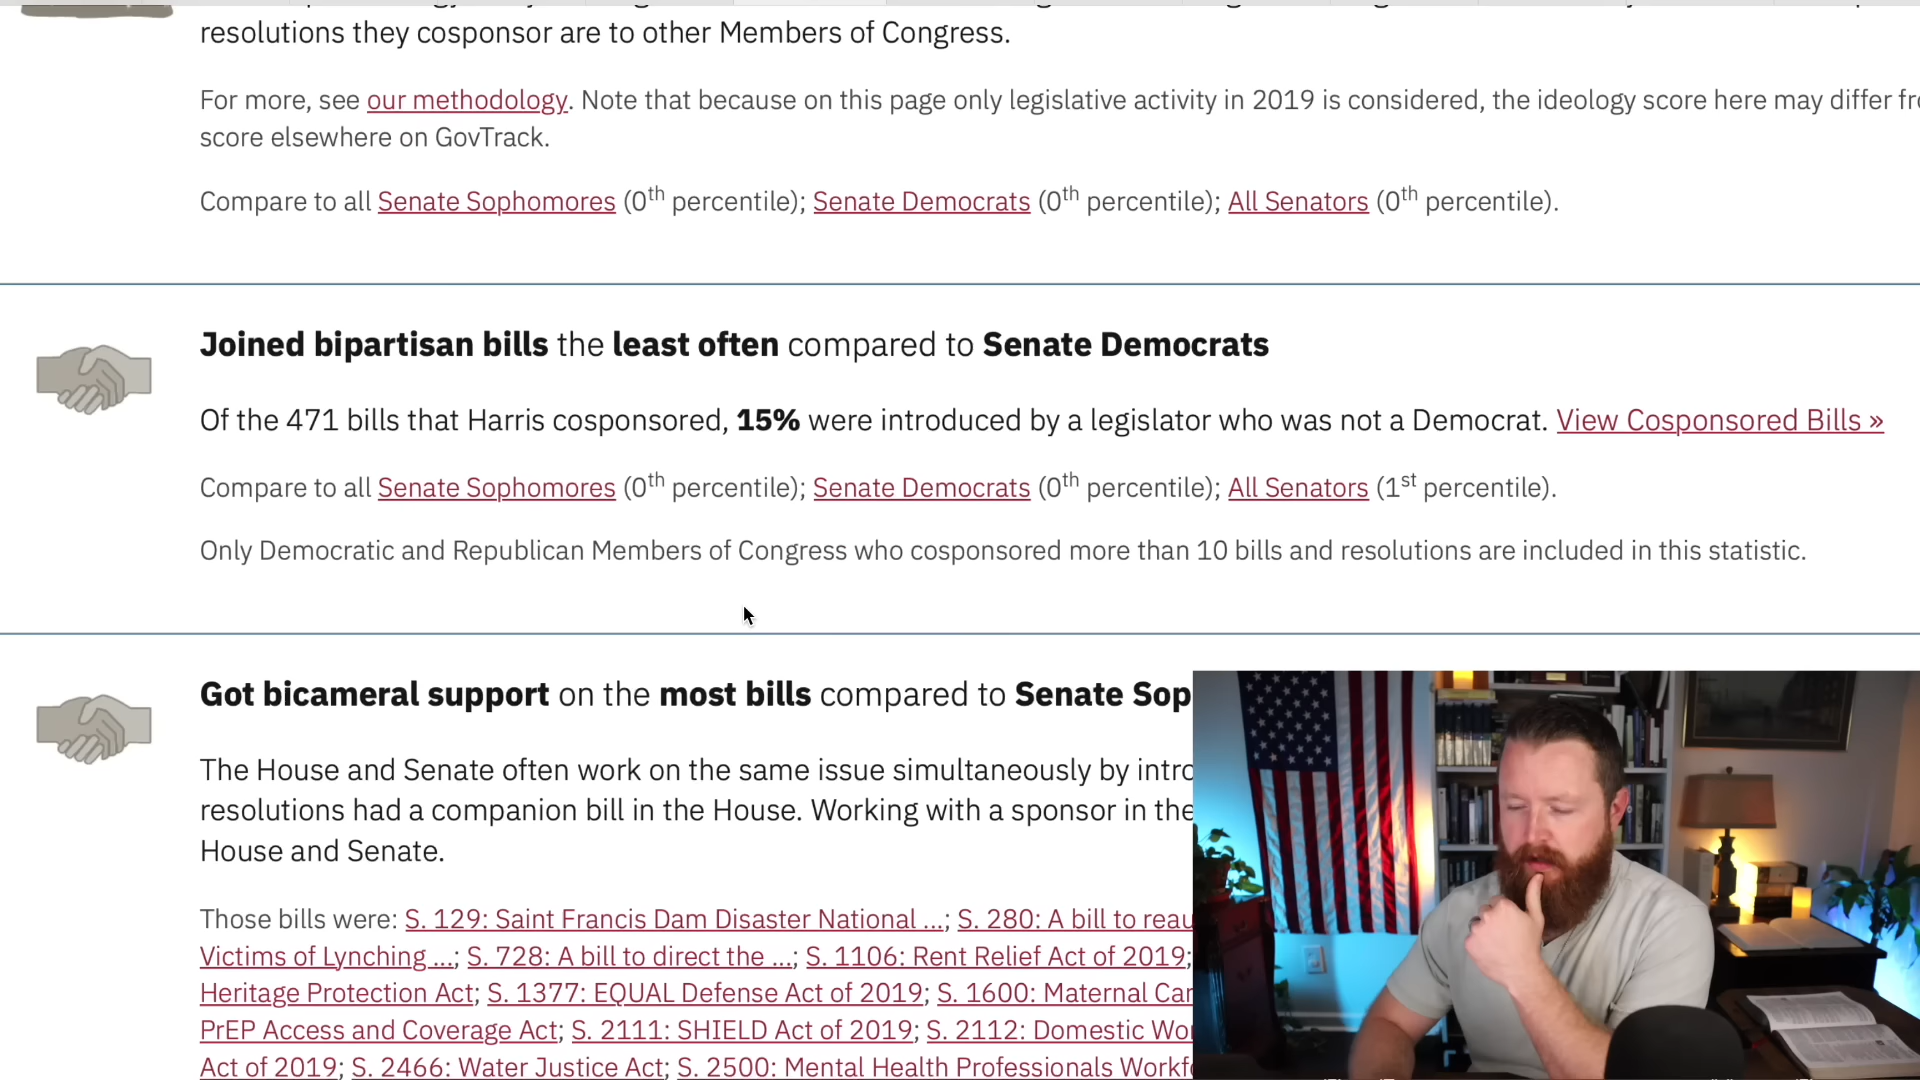 resolutions they cosponsor are to other Members of Congress.
For more, see our methodology. Note that because on this page only legislative activity in 2019 is considered, the ideology score here may differ
score elsewhere on GovTrack.
Compare to all Senate Sophomores (0th percentile); Senate Democrats (0th percentile); All Senators (0th percentile).
Joined bipartisan bills the least often compared to Senate Democrats
Of the 471 bills that Harris cosponsored, 15% were introduced by a legislator who was not a Democrat. View Cosponsored Bills »
Compare to all Senate Sophomores (0th percentile); Senate Democrats (0th percentile); All Senators (1st percentile).
Only Democratic and Republican Members of Congress who cosponsored more than 10 bills and resolutions are included in this statistic.
Got bicameral support on the most bills compared to Senate Sop
The House and Senate often work on the same issue simultaneously by intro
resolutions had a companion bill in the House. Working with a sponsor in the
House and Senate.
Those bills were: S. 129: Saint Francis Dam Disaster National ...; S. 280: A bill to reau
Victims of Lynching ...; S. 728: A bill to direct the ...; S. 1106: Rent Relief Act of 2019;
Heritage Protection Act; S. 1377: EQUAL Defense Act of 2019; S. 1600: Maternal Car
PrEP Access and Coverage Act; S. 2111: SHIELD Act of 2019; S. 2112: Domestic Wo
Act of 2019; S. 2466: Water Justice Act; S. 2500: Mental Health Professionals Workf